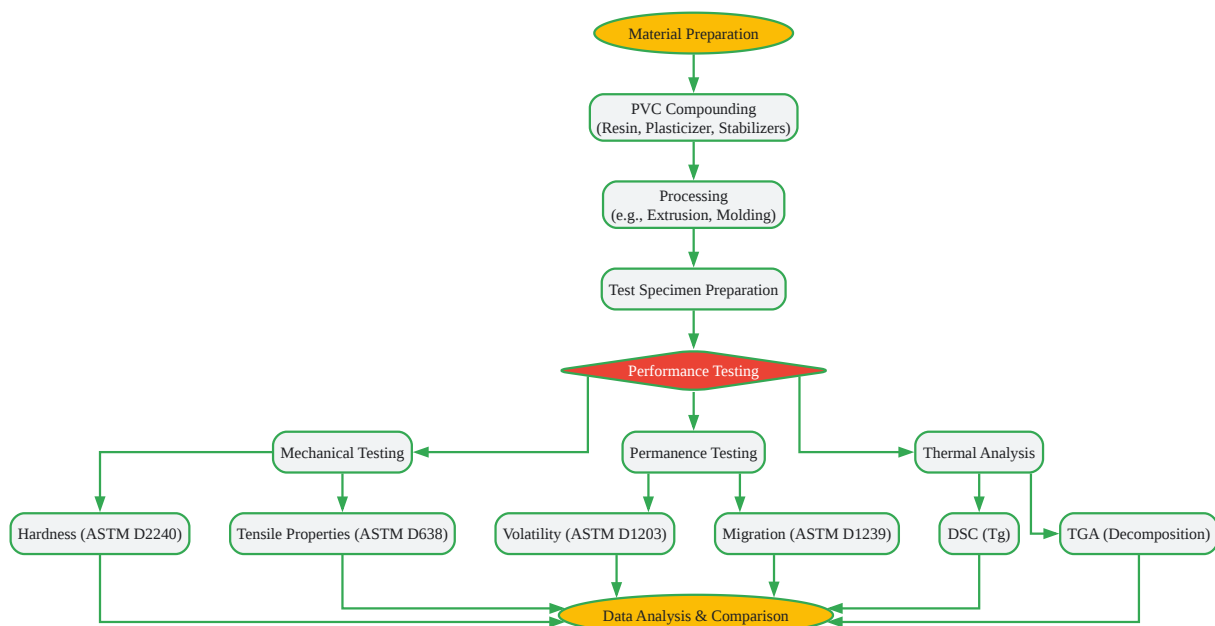 Material Preparation
PVC Compounding
(Resin, Plasticizer, Stabilizers)
Processing
(e.g., Extrusion, Molding)
Test Specimen Preparation
Performance Testing
Mechanical Testing
Permanence Testing
Thermal Analysis
Hardness (ASTM D2240)
Tensile Properties (ASTM D638)
Volatility (ASTM D1203)
Migration (ASTM D1239)
DSC (Tg)
TGA (Decomposition)
Data Analysis & Comparison